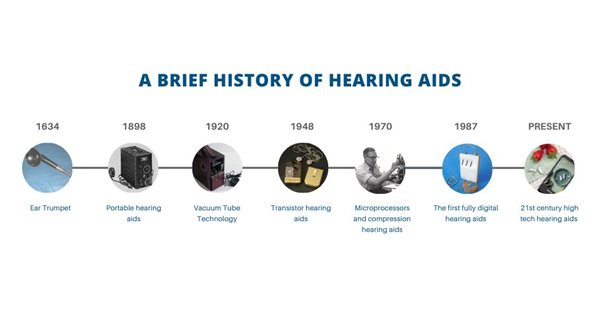 A BRIEF HISTORY OF HEARING AIDS
1634
1898
1920
1948
1970
1987
PRESENT
Ear Trumpet
Portable hearing
aids
Vacuum Tube
Technology
Transistor hearing
aids
Microprocessors
and compression
hearing aids
The first fully digital
hearing aids
21st century high
tech hearing aids